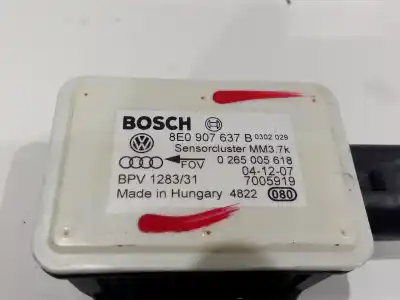 BOSCH
8E0 907 637 B 0302 029
Sensorcluster MM3.7k
FOV 0 265 005 618
BPV 1283/31 04-12-07
7005919
Made in Hungary 4822 080